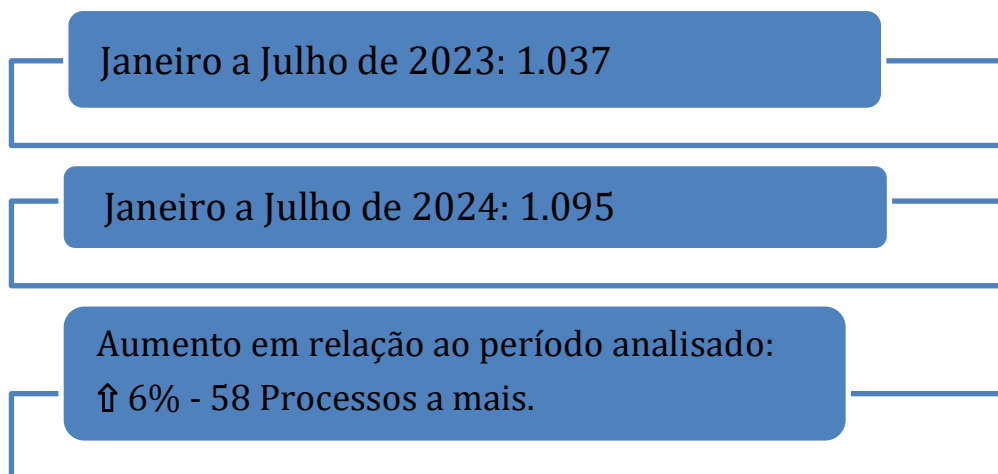 Janeiro a Julho de 2023: 1.037
Janeiro a Julho de 2024: 1.095
Aumento em relação ao período analisado:
⇧ 6% - 58 Processos a mais.